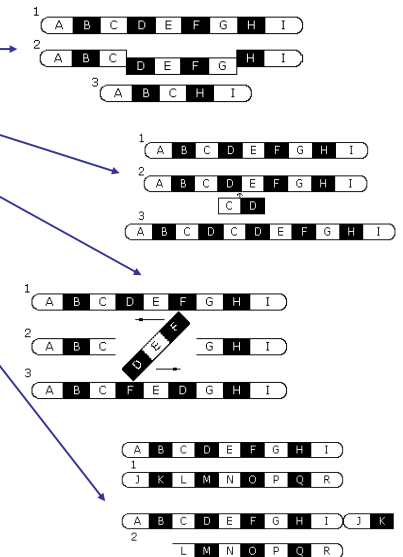 1
A B C D E F G H I
2
A B C D E F G H I
3
A B C H I
1
A B C D E F G H I
2
A B C D E F G H I
C D
3
A B C D C D E F G H I
1
A B C D E F G H I
2
A B C D E F G H I
3
A B C F E D G H I
A B C D E F G H I
1
J K L M N O P Q R
A B C D E F G H I J K
2
L M N O P Q R